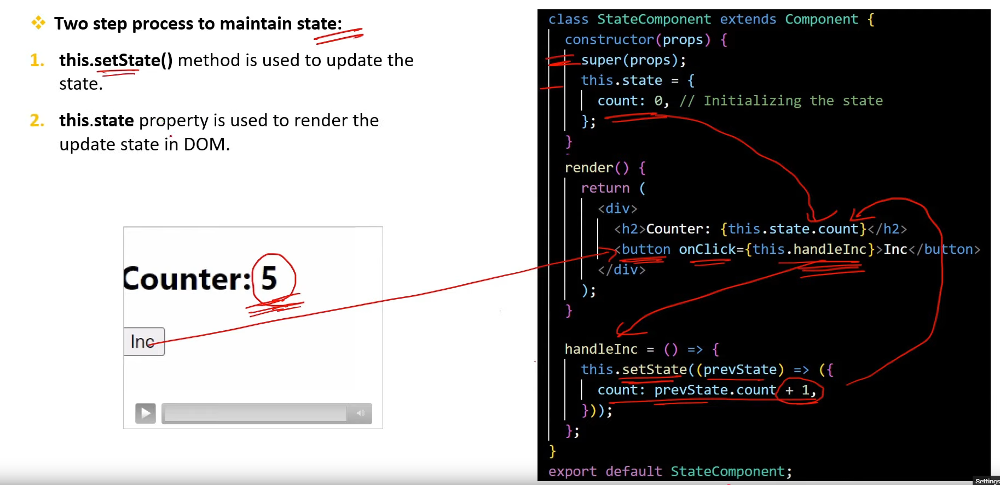 Two step process to maintain state:
1. this.setState() method is used to update the
state.
2. this.state property is used to render the
update state in DOM.
Counter: 5
Inc
class StateComponent extends Component {
constructor(props) {
super(props);
this.state = {
count: 0, // Initializing the state
};
}
render() {
return (
<div>
<h2>Counter: {this.state.count}</h2>
<button onClick={this.handleInc}>Inc</button>
</div>
);
}
handleInc = () => {
this.setState((prevState) => ({
count: prevState.count + 1,
}));
};
}
export default StateComponent;
Settings